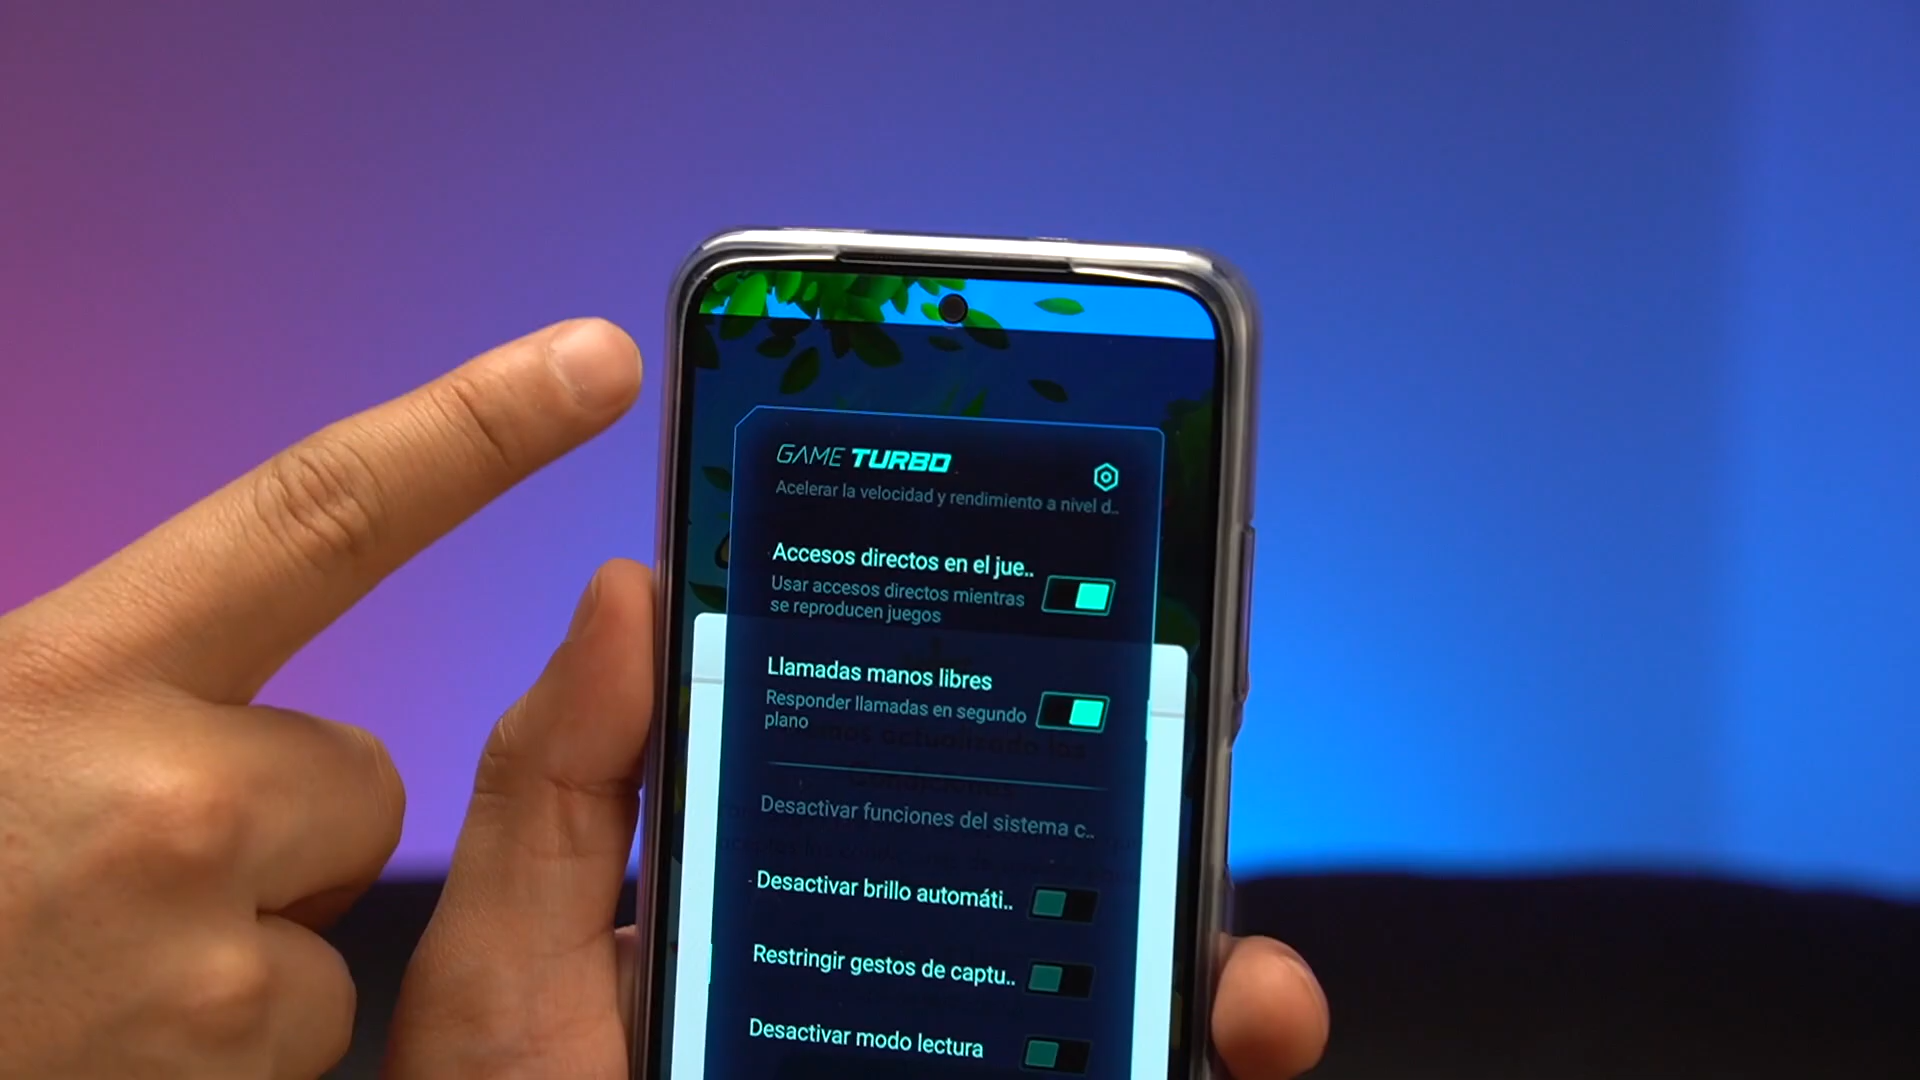 GAME TURBO
Acelerar la velocidad y rendimiento a nivel d..
Accesos directos en el jue..
Usar accesos directos mientras
se reproducen juegos
Llamadas manos libres
Responder llamadas en segundo
plano
Desactivar funciones del sistema c..
Desactivar brillo automáti..
Restringir gestos de captu..
Desactivar modo lectura